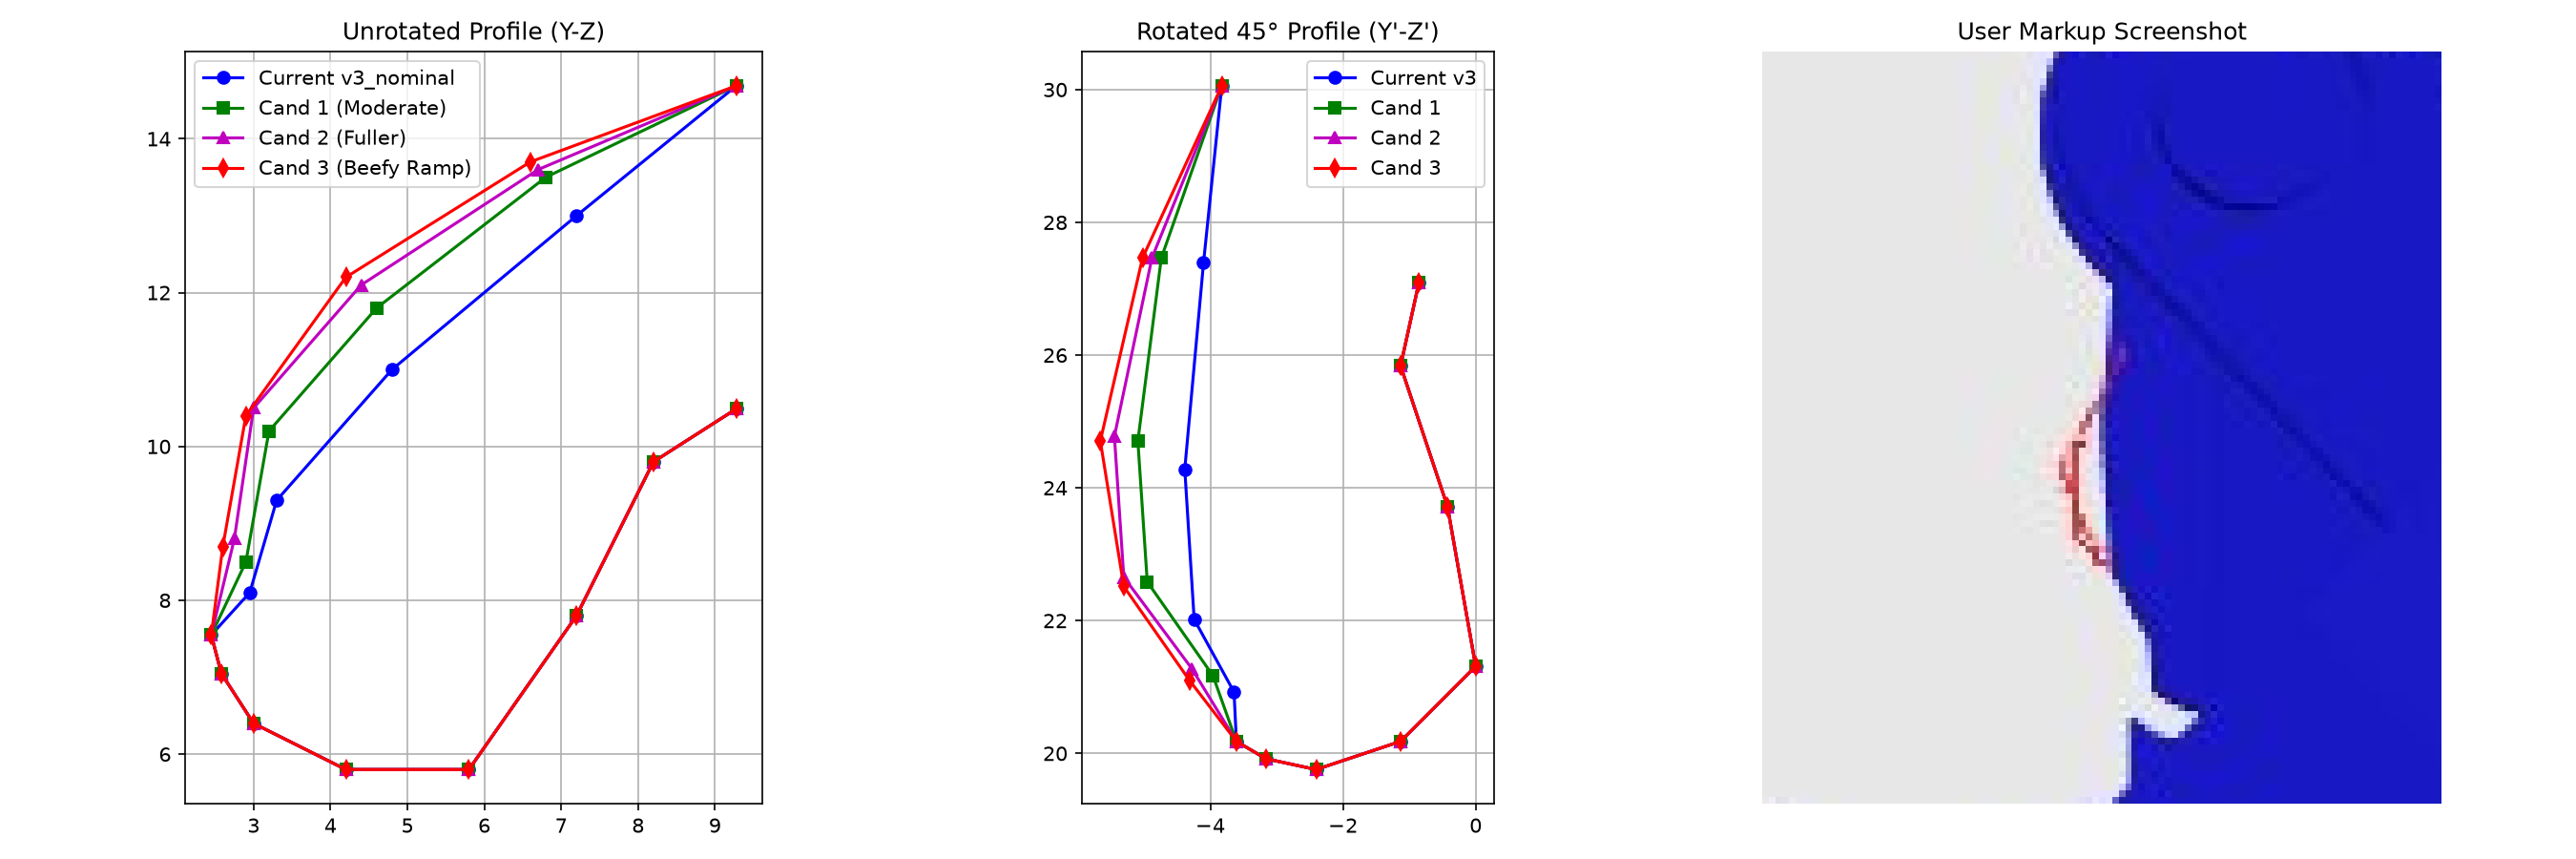 Unrotated Profile (Y-Z)
Current v3_nominal
Cand 1 (Moderate)
Cand 2 (Fuller)
Cand 3 (Beefy Ramp)
14
12
10
8
6
3 4 5 6 7 8 9
Rotated 45° Profile (Y'-Z')
Current v3
Cand 1
Cand 2
Cand 3
30
28
26
24
22
20
−4 −2 0
User Markup Screenshot